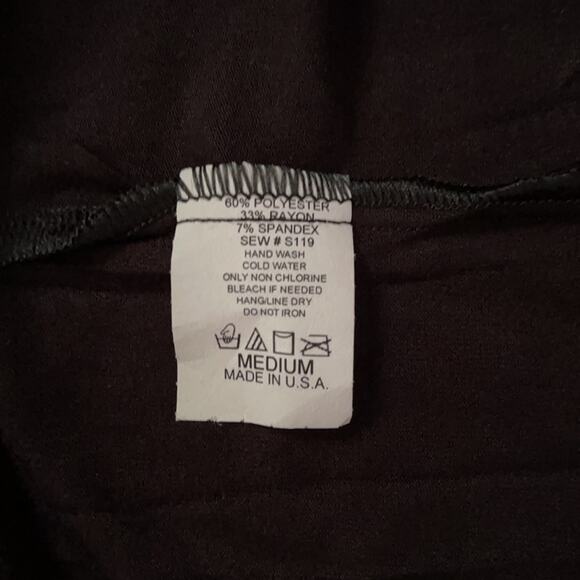 60% POLYESTER
33% RAYON
7% SPANDEX
SEW # S119
HAND WASH
COLD WATER
ONLY NON CHLORINE
BLEACH IF NEEDED
HANG/LINE DRY
DO NOT IRON
MEDIUM
MADE IN U.S.A.